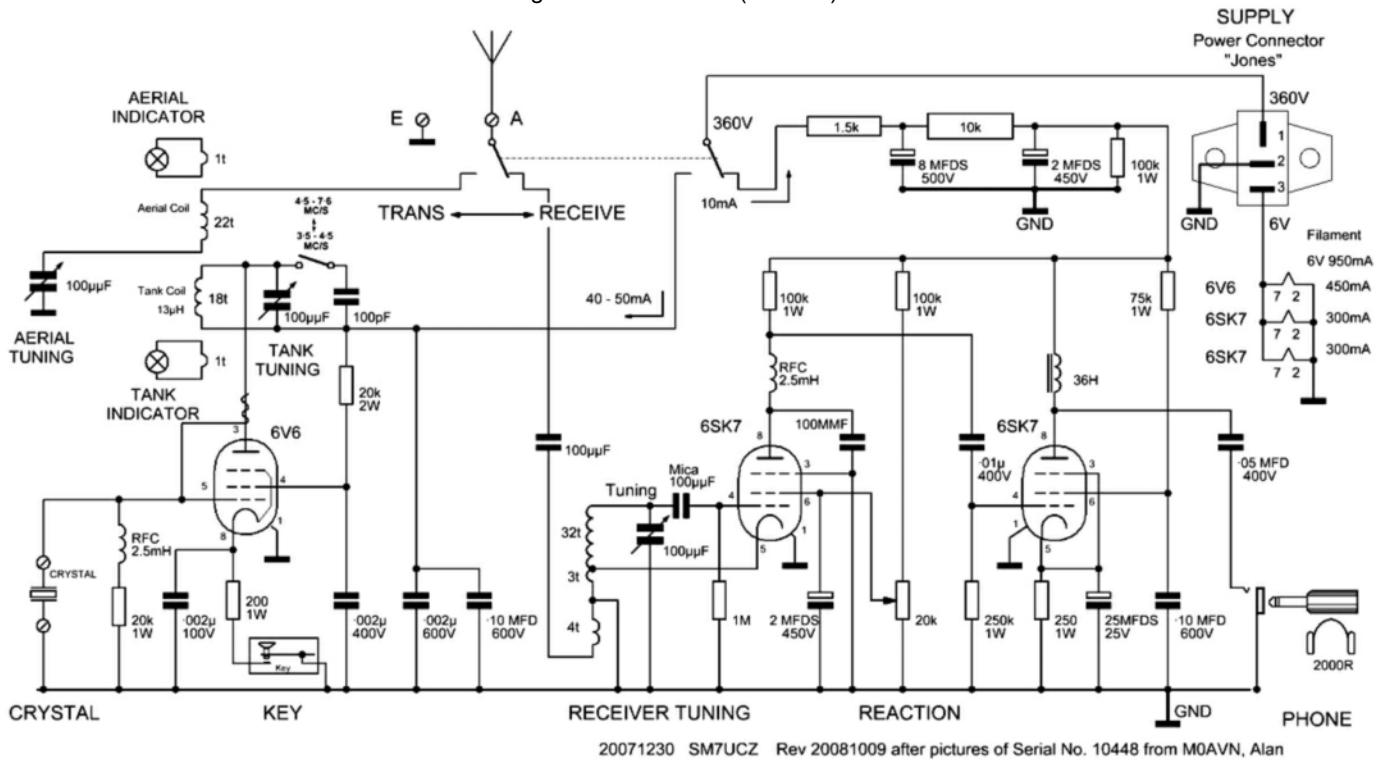 SUPPLY
Power Connector
"Jones"
360V
1
2
3
GND
6V
Filament
6V 950mA
6V6
7 2
450mA
6SK7
7 2
300mA
6SK7
7 2
300mA
AERIAL
INDICATOR
1t
E
A
360V
1.5k
10k
8 MFDS
500V
2 MFDS
450V
100k
1W
10mA
GND
TRANS
RECEIVE
Aerial Coil
22t
4·5 - 7·6
MC/S
3·5 - 4·5
MC/S
100µµF
AERIAL
TUNING
Tank Coil
13µH
18t
100µµF
100pF
TANK
TUNING
40 - 50mA
1t
TANK
INDICATOR
20k
2W
100k
1W
100k
1W
75k
1W
RFC
2.5mH
36H
6V6
3
5
4
8
1
6SK7
8
3
4
6
5
1
100MMF
6SK7
8
3
4
6
5
1
·01µ
400V
·05 MFD
400V
100µµF
Tuning
Mica
100µµF
32t
3t
4t
100µµF
CRYSTAL
RFC
2.5mH
20k
1W
·002µ
100V
200
1W
Key
·002µ
400V
·002µ
600V
·10 MFD
600V
1M
2 MFDS
450V
20k
250k
1W
250
1W
25MFDS
25V
·10 MFD
600V
2000R
CRYSTAL
KEY
RECEIVER TUNING
REACTION
GND
PHONE
20071230 SM7UCZ Rev 20081009 after pictures of Serial No. 10448 from M0AVN, Alan